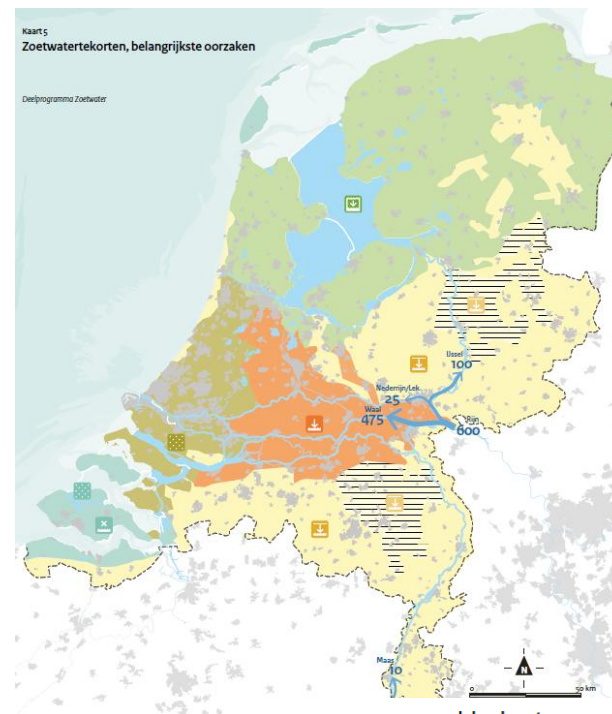 Kaart 5
Zoetwatertekorten, belangrijkste oorzaken
Deelprogramma Zoetwater
IJssel
100
Nederrijn/Lek
25
Waal
475
Rijn
600
Maas
10
N
0
50 km